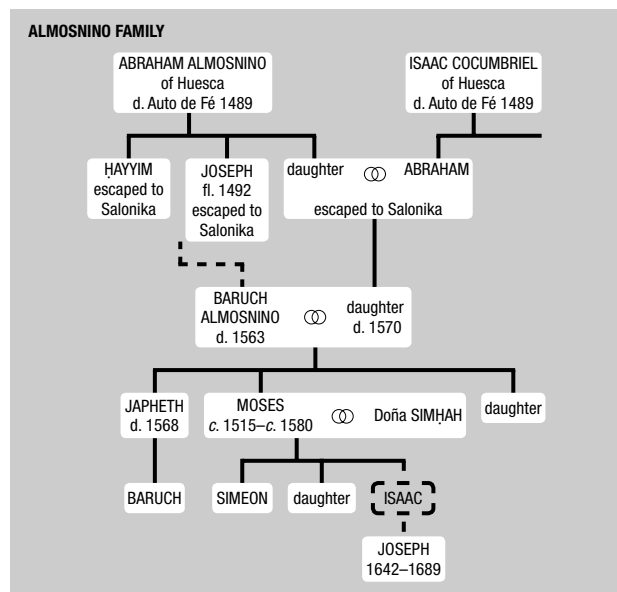 ALMOSNINO FAMILY
ABRAHAM ALMOSNINO
of Huesca
d. Auto de Fé 1489
ISAAC COCUMBRIEL
of Huesca
d. Auto de Fé 1489
ḤAYYIM
escaped to
Salonika
JOSEPH
fl. 1492
escaped to
Salonika
daughter
ABRAHAM
escaped to Salonika
BARUCH
ALMOSNINO
d. 1563
daughter
d. 1570
JAPHETH
d. 1568
MOSES
c. 1515–c. 1580
Doña SIMḤAH
daughter
BARUCH
SIMEON
daughter
ISAAC
JOSEPH
1642–1689